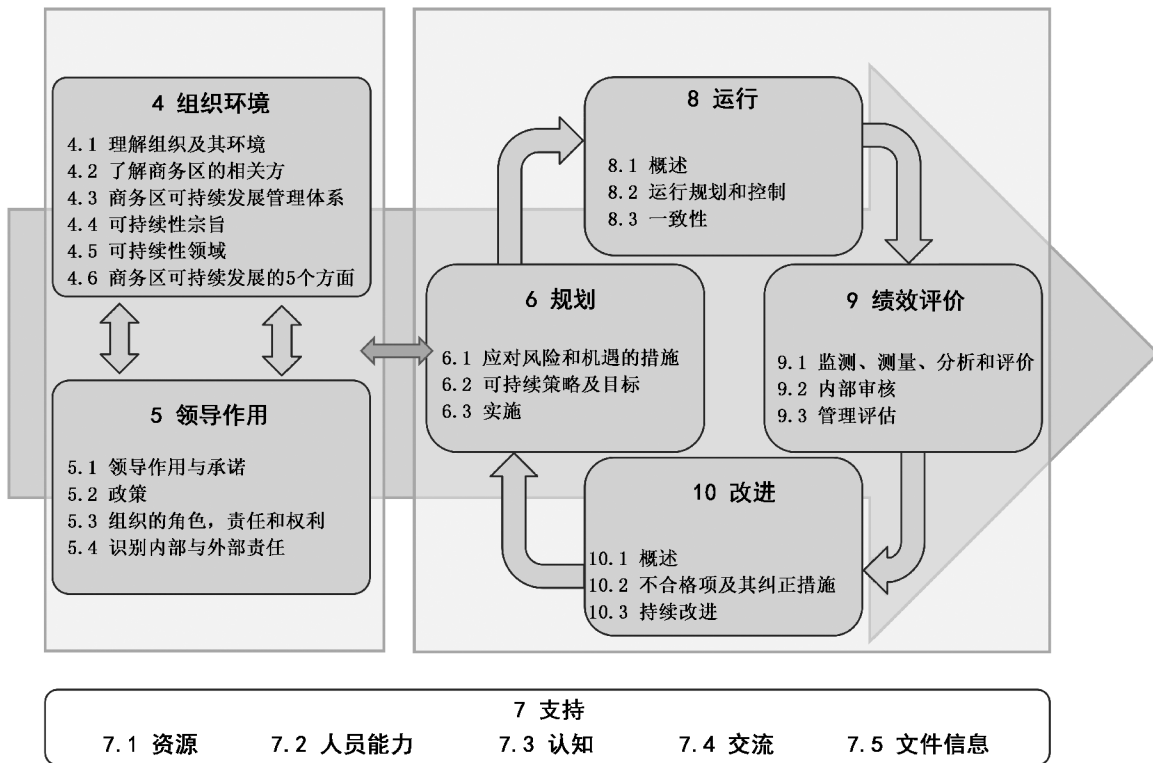 4 组织环境
4.1 理解组织及其环境
4.2 了解商务区的相关方
4.3 商务区可持续发展管理体系
4.4 可持续性宗旨
4.5 可持续性领域
4.6 商务区可持续发展的5个方面
5 领导作用
5.1 领导作用与承诺
5.2 政策
5.3 组织的角色，责任和权利
5.4 识别内部与外部责任
8 运行
8.1 概述
8.2 运行规划和控制
8.3 一致性
6 规划
6.1 应对风险和机遇的措施
6.2 可持续策略及目标
6.3 实施
9 绩效评价
9.1 监测、测量、分析和评价
9.2 内部审核
9.3 管理评估
10 改进
10.1 概述
10.2 不合格项及其纠正措施
10.3 持续改进
7 支持
7.1 资源 7.2 人员能力 7.3 认知 7.4 交流 7.5 文件信息